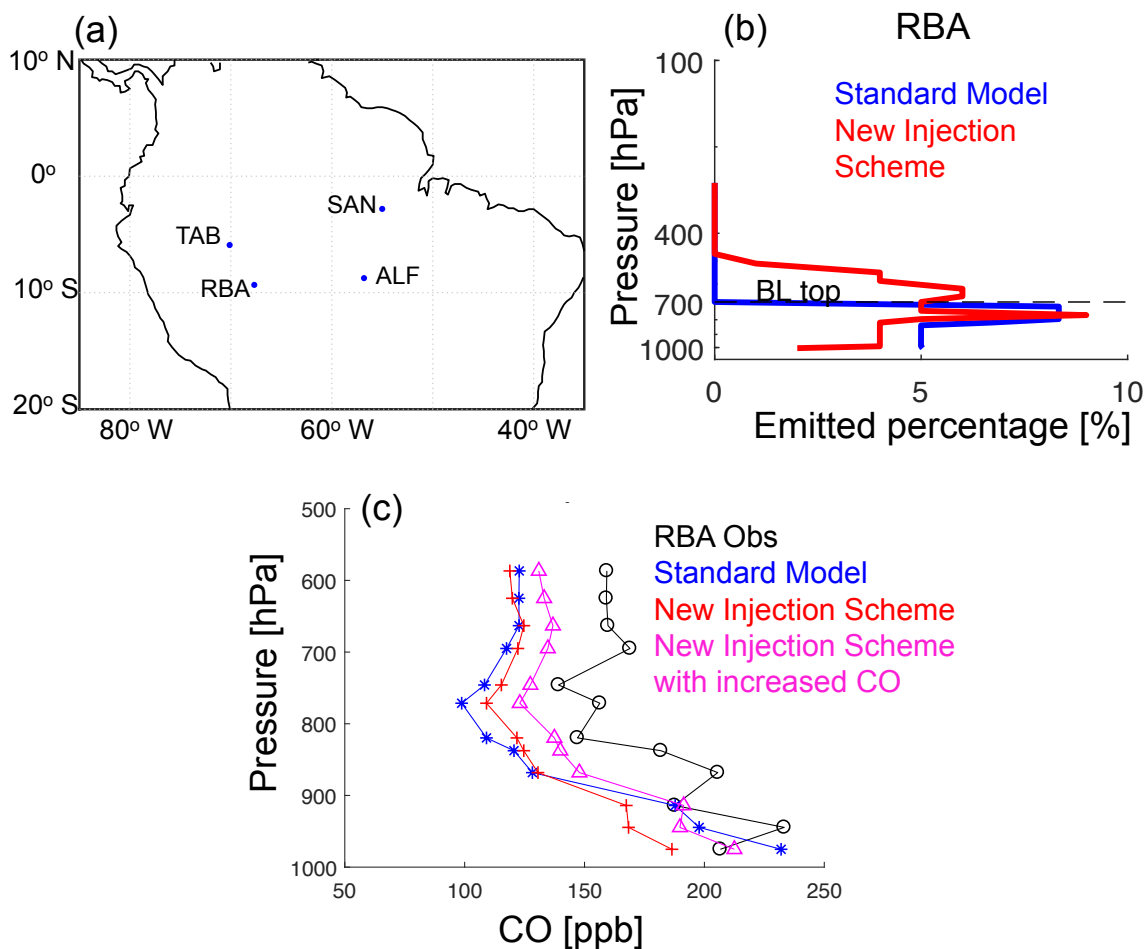 (a)
10° N
0°
10° S
20° S
80° W
60° W
40° W
SAN
TAB
RBA
ALF
(b)
RBA
Standard Model
New Injection
Scheme
BL top
Pressure [hPa]
100
400
700
1000
0
5
10
Emitted percentage [%]
(c)
RBA Obs
Standard Model
New Injection Scheme
New Injection Scheme
with increased CO
Pressure [hPa]
500
600
700
800
900
1000
50
100
150
200
250
CO [ppb]